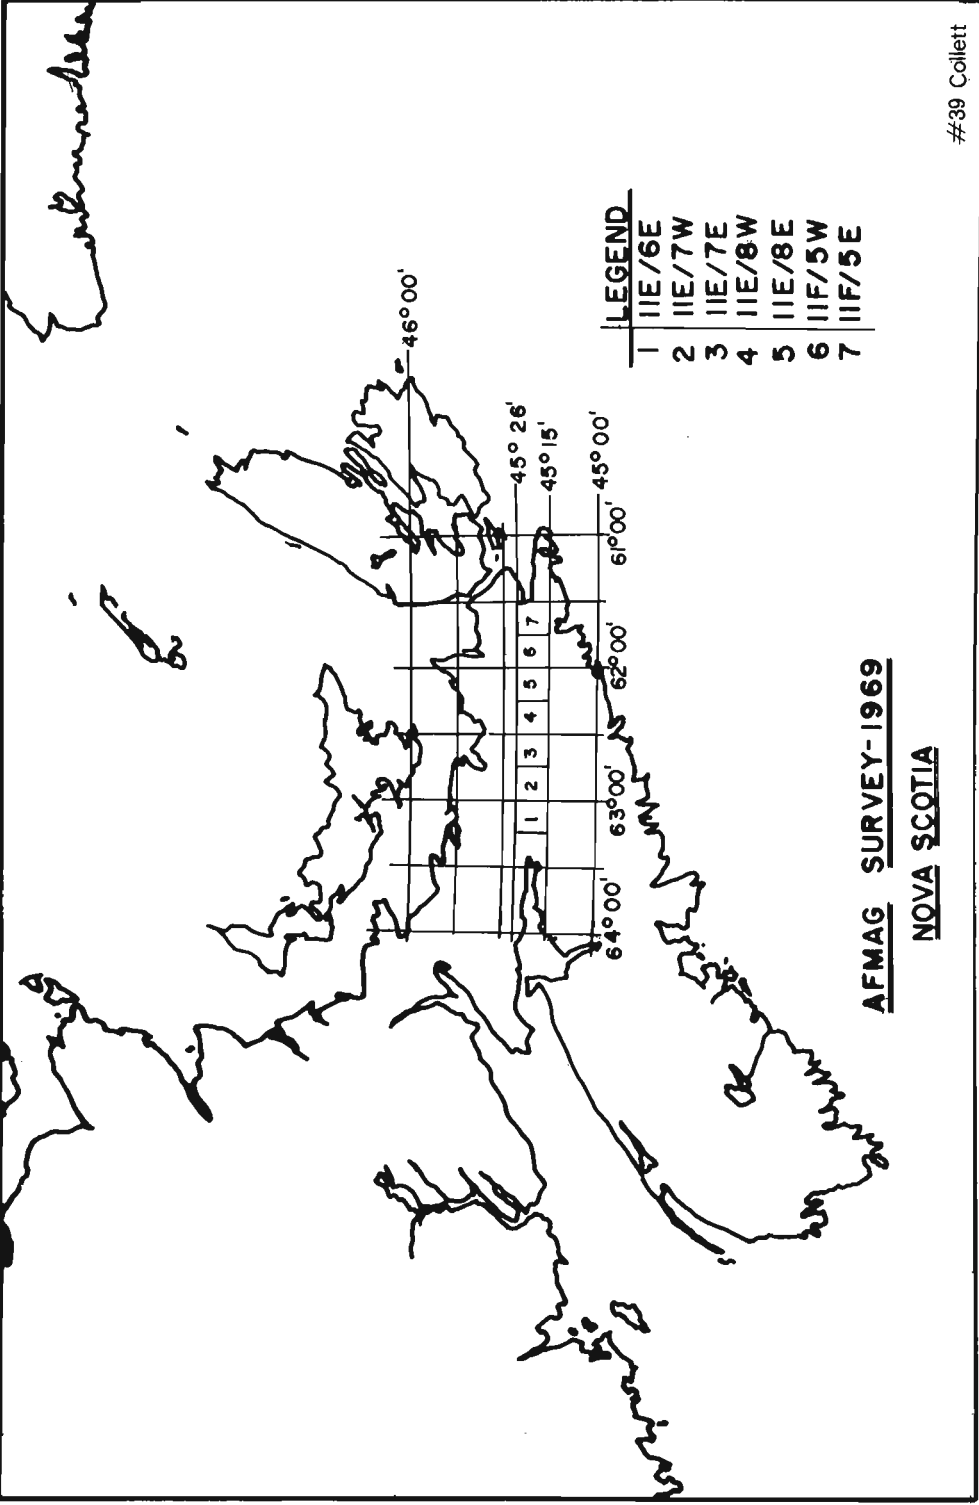 46°00'
45° 26'
45° 15'
45° 00'
64° 00'
63° 00'
62° 00'
61° 00'
1 2 3 4 5 6 7
LEGEND
1 11E/6E
2 11E/7W
3 11E/7E
4 11E/8W
5 11E/8E
6 11F/5W
7 11F/5E
AFMAG SURVEY-1969
NOVA SCOTIA
#39 Collett